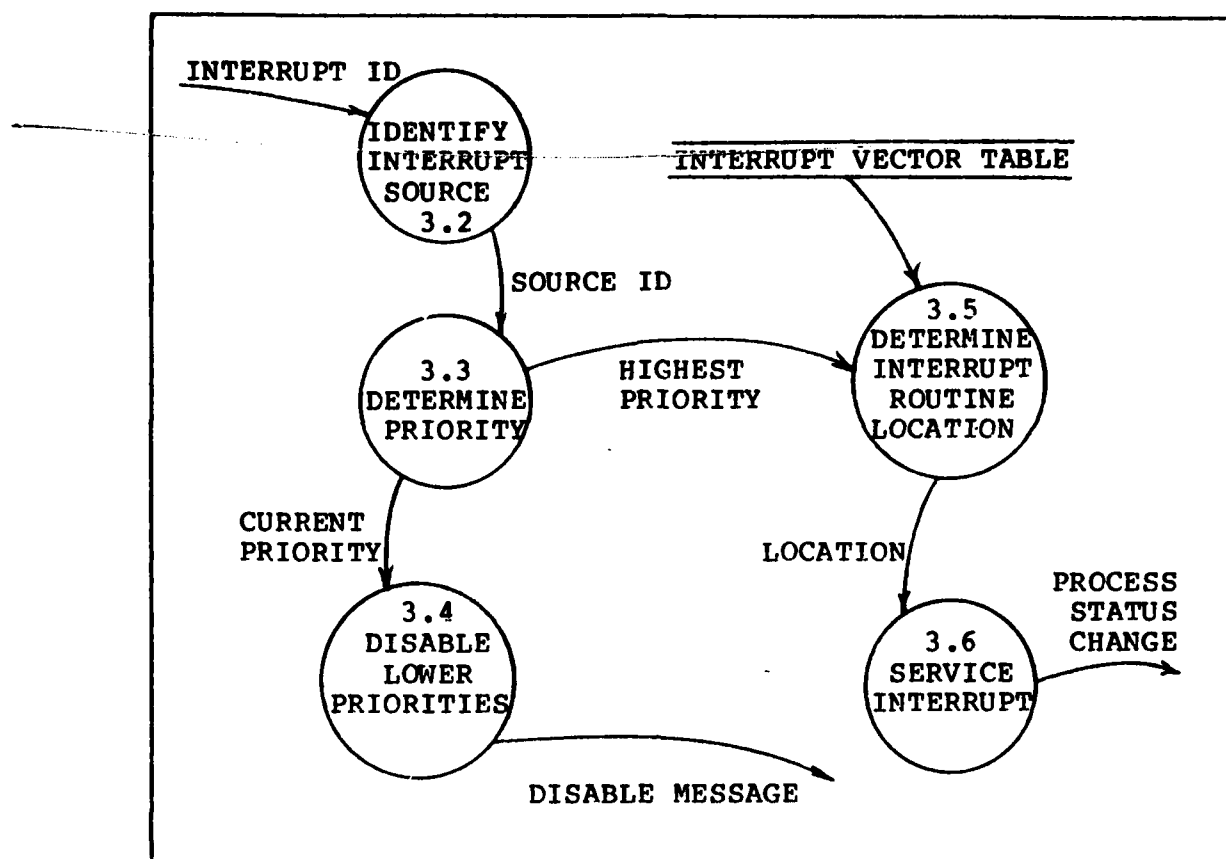 INTERRUPT ID
IDENTIFY
INTERRUPT
SOURCE
3.2
INTERRUPT VECTOR TABLE
SOURCE ID
3.3
DETERMINE
PRIORITY
HIGHEST
PRIORITY
3.5
DETERMINE
INTERRUPT
ROUTINE
LOCATION
CURRENT
PRIORITY
LOCATION
3.4
DISABLE
LOWER
PRIORITIES
3.6
SERVICE
INTERRUPT
PROCESS
STATUS
CHANGE
DISABLE MESSAGE